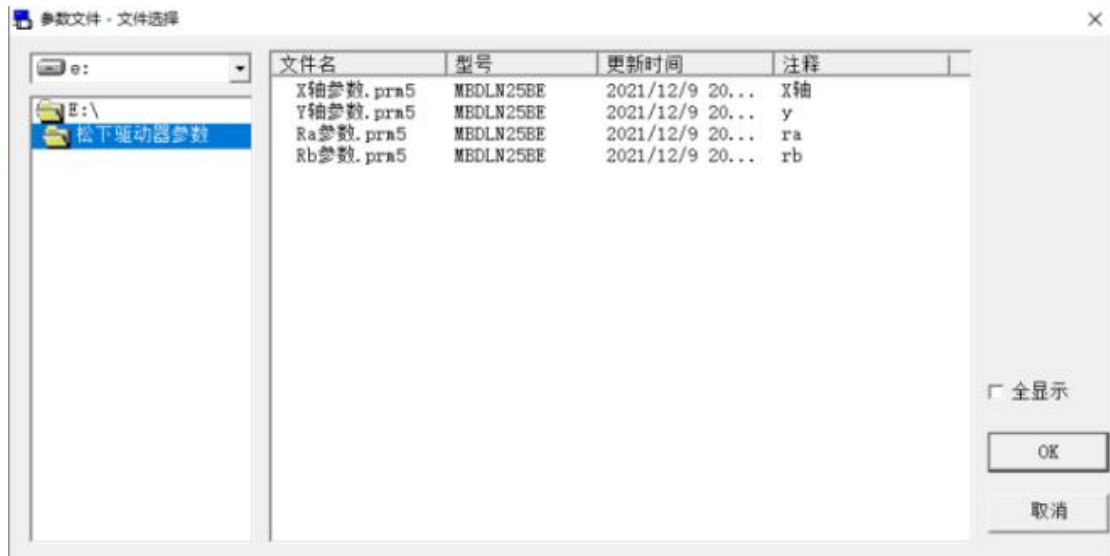 参数文件 - 文件选择
e:
E:\
松下驱动器参数
文件名 型号 更新时间 注释
X轴参数.prm5 MBDLN25BE 2021/12/9 20... X轴
Y轴参数.prm5 MBDLN25BE 2021/12/9 20... y
Ra参数.prm5 MBDLN25BE 2021/12/9 20... ra
Rb参数.prm5 MBDLN25BE 2021/12/9 20... rb
全显示
OK
取消